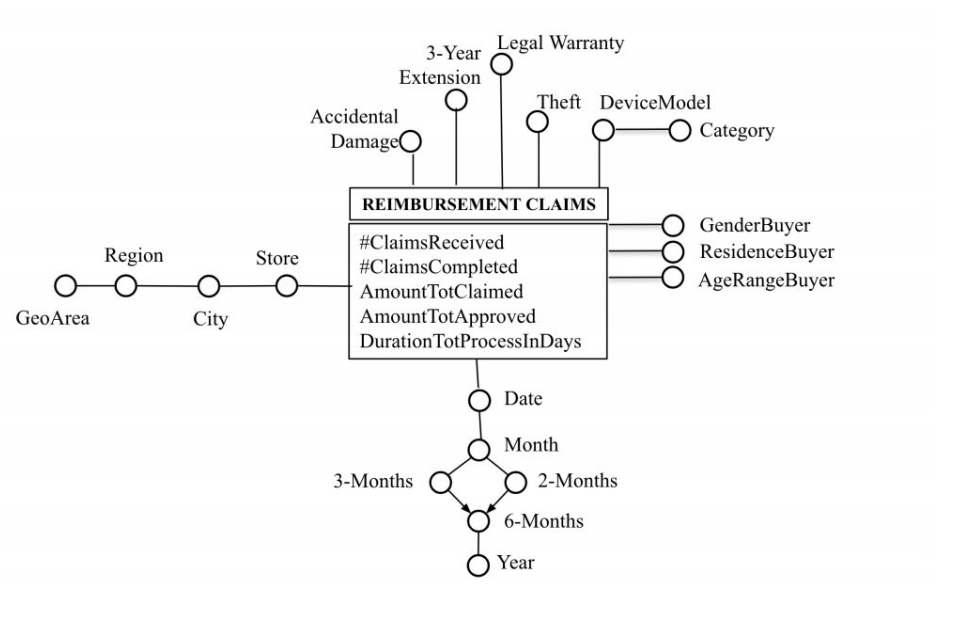 Legal Warranty
3-Year
Extension
Theft
DeviceModel
Accidental
Damage
Category
REIMBURSEMENT CLAIMS
GenderBuyer
#ClaimsReceived
ResidenceBuyer
Region
Store
#ClaimsCompleted
AgeRangeBuyer
AmountTotClaimed
GeoArea
City
AmountTotApproved
DurationTotProcessInDays
Date
Month
3-Months
2-Months
6-Months
Year